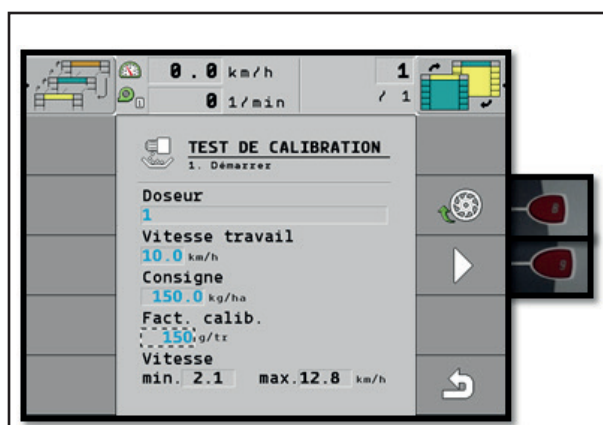 0.0 km/h
1
0 1/min
/ 1
TEST DE CALIBRATION
1. Démarrer
Doseur
1
Vitesse travail
10.0 km/h
Consigne
150.0 kg/ha
Fact. calib.
150 g/tr
Vitesse
min. 2.1 max. 12.8 km/h